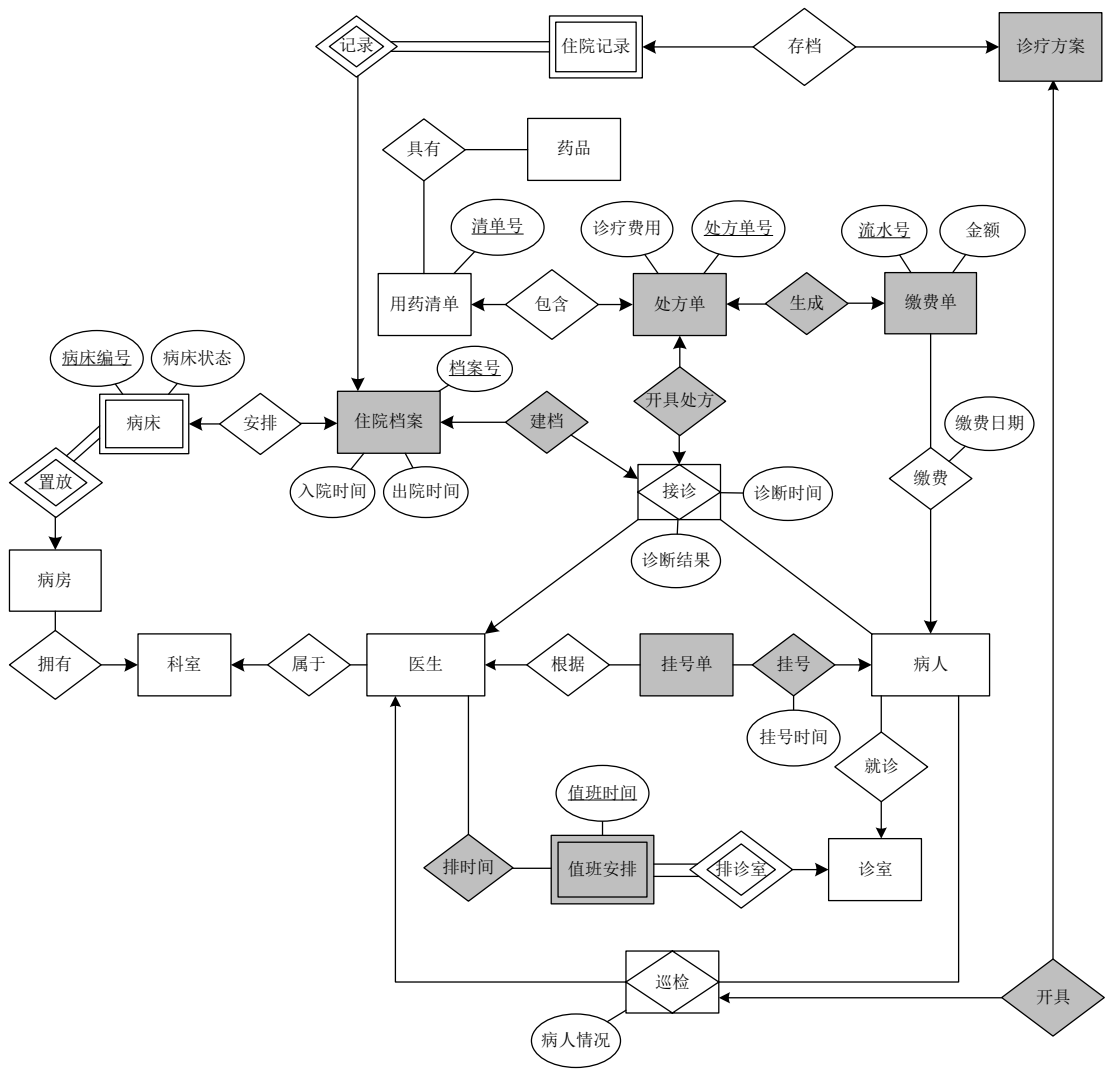 记录
住院记录
存档
诊疗方案
具有
药品
清单号
诊疗费用
处方单号
流水号
金额
用药清单
包含
处方单
生成
缴费单
病床编号
病床状态
档案号
开具处方
病床
安排
住院档案
建档
缴费日期
置放
入院时间
出院时间
接诊
诊断时间
缴费
诊断结果
病房
拥有
科室
属于
医生
根据
挂号单
挂号
病人
挂号时间
就诊
值班时间
排时间
值班安排
排诊室
诊室
巡检
开具
病人情况